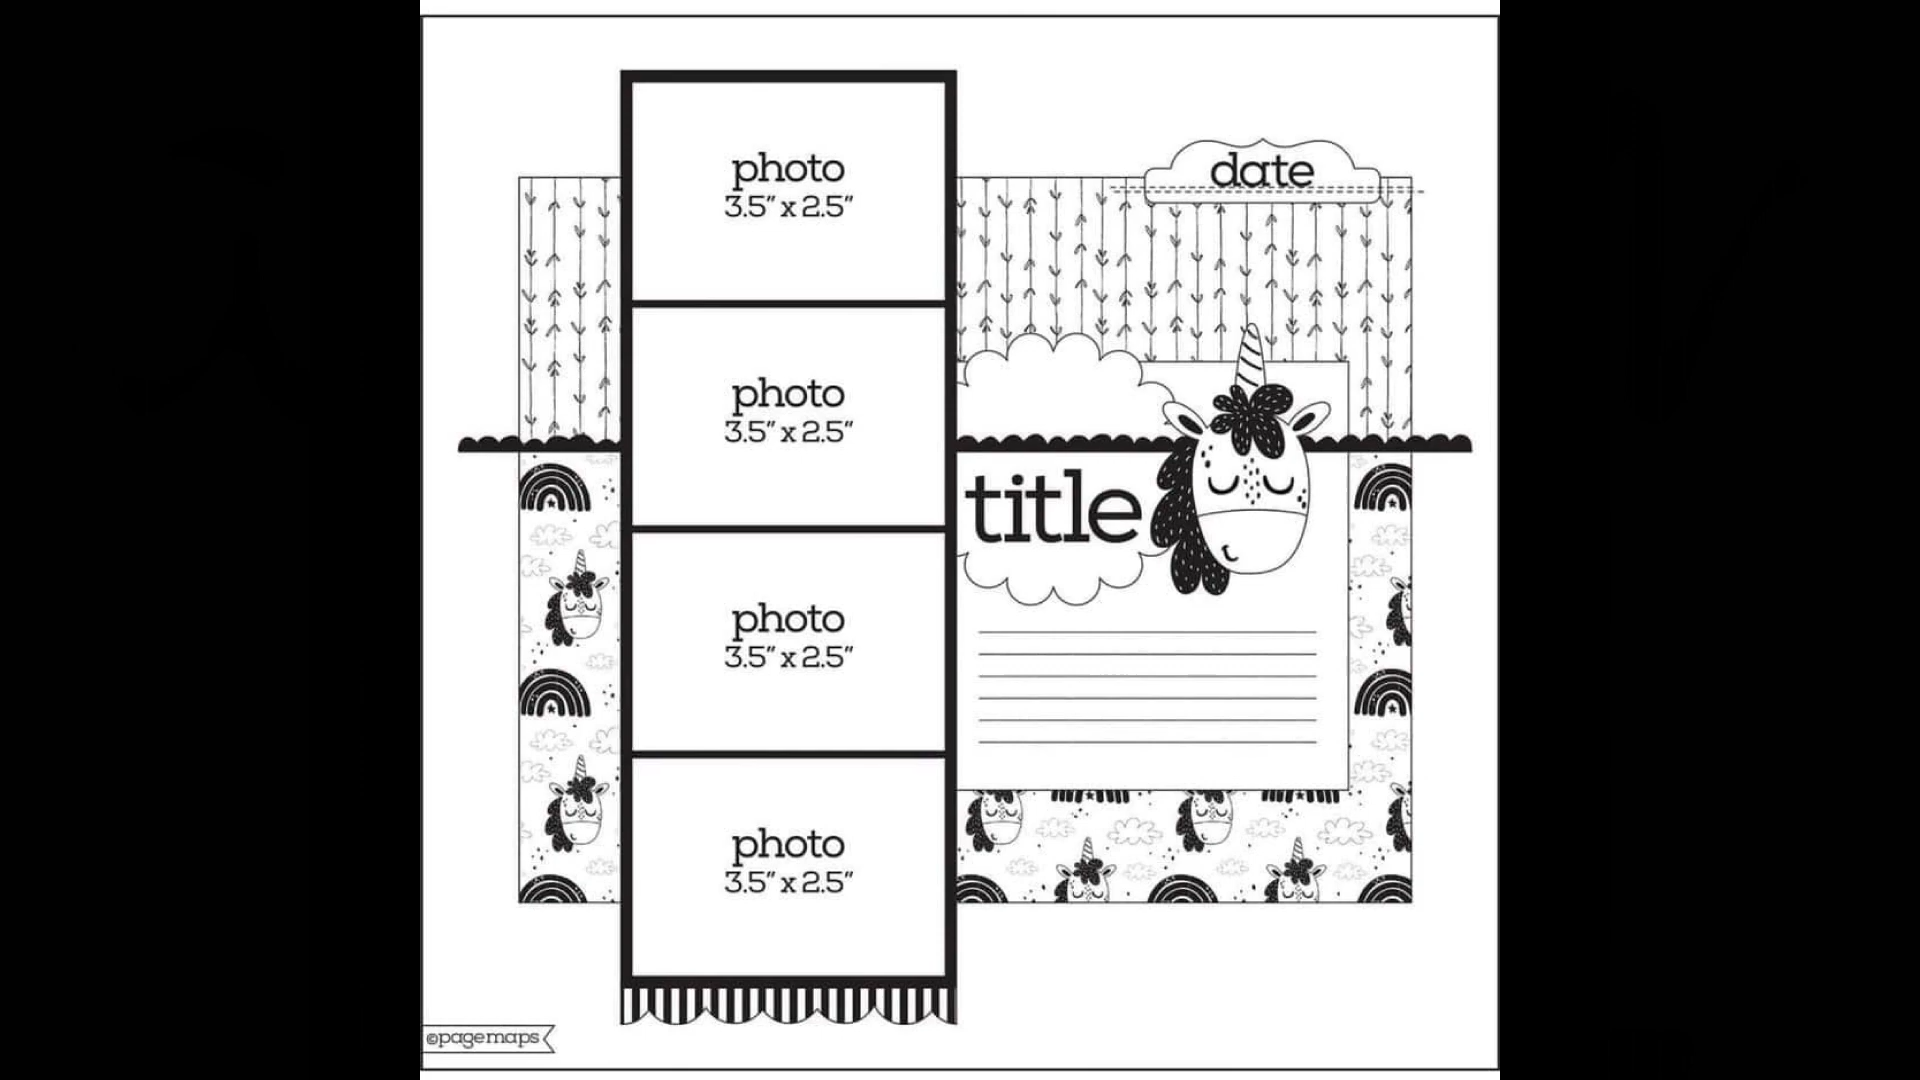 photo
3.5" x 2.5"
photo
3.5" x 2.5"
photo
3.5" x 2.5"
photo
3.5" x 2.5"
date
title
©pagemaps